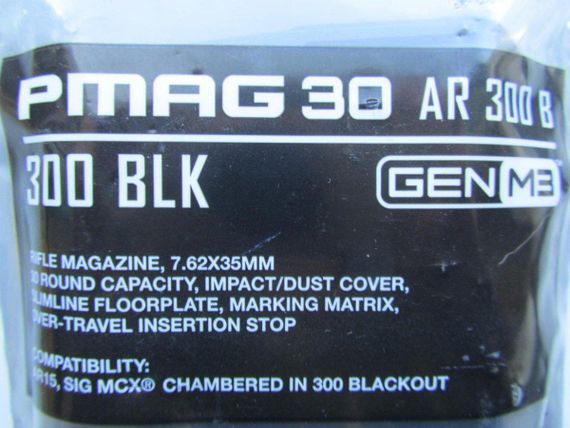 PMAG 30 AR 300 B
300 BLK
GEN M3
RIFLE MAGAZINE, 7.62X35MM
30 ROUND CAPACITY, IMPACT/DUST COVER,
SLIMLINE FLOORPLATE, MARKING MATRIX,
OVER-TRAVEL INSERTION STOP
COMPATIBILITY:
AR15, SIG MCX® CHAMBERED IN 300 BLACKOUT